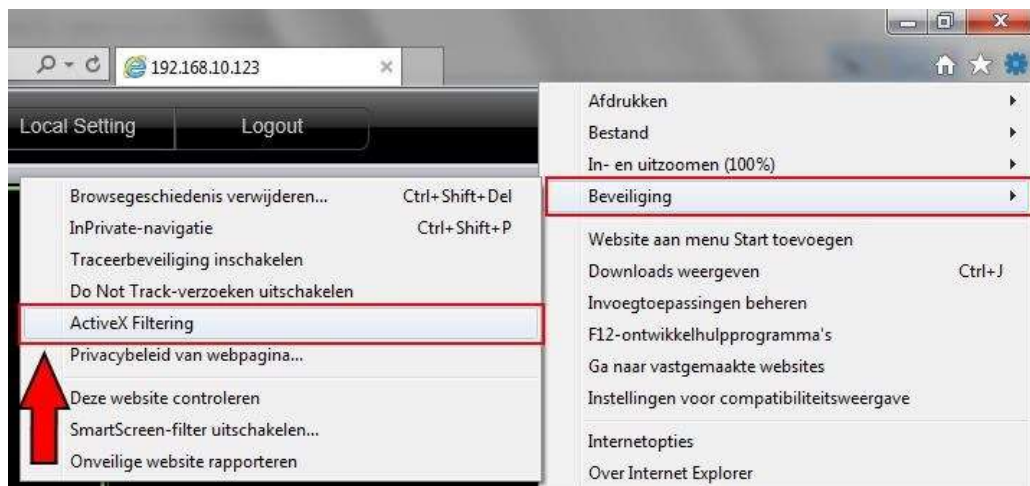 192.168.10.123
Local Setting Logout
Afdrukken
Bestand
In- en uitzoomen (100%)
Beveiliging
Website aan menu Start toevoegen
Downloads weergeven Ctrl+J
Invoegtoepassingen beheren
F12-ontwikkelhulpprogramma's
Ga naar vastgemaakte websites
Instellingen voor compatibiliteitsweergave
Internetopties
Over Internet Explorer
Browsegeschiedenis verwijderen... Ctrl+Shift+Del
InPrivate-navigatie Ctrl+Shift+P
Traceerbeveiliging inschakelen
Do Not Track-verzoeken uitschakelen
ActiveX Filtering
Privacybeleid van webpagina...
Deze website controleren
SmartScreen-filter uitschakelen...
Onveilige website rapporteren